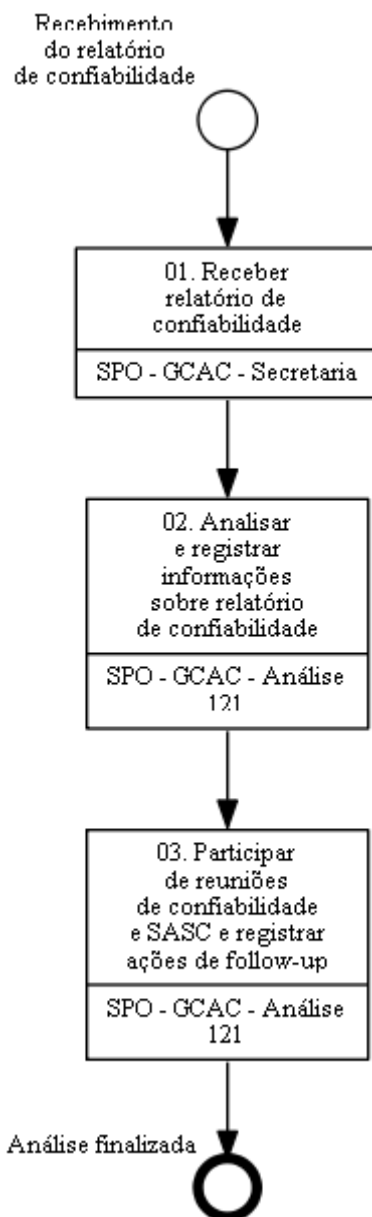 Recebimento
do relatório
de confiabilidade
01. Receber
relatório de
confiabilidade
SPO - GCAC - Secretaria
02. Analisar
e registrar
informações
sobre relatório
de confiabilidade
SPO - GCAC - Análise
121
03. Participar
de reuniões
de confiabilidade
e SASC e registrar
ações de follow-up
SPO - GCAC - Análise
121
Análise finalizada